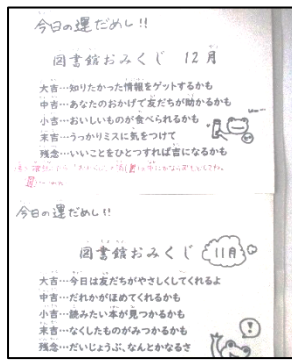 今日の運だめし!!
図書館おみくじ 12月
大吉…知りたかった情報をゲットするかも
中吉…あなたのおかげで友だちが助かるかも
小吉…おいしいものが食べられるかも
末吉…うっかりミスに気をつけて
残念…いいことをひとつすれば吉になるかも
今日の運だめし!!
図書館おみくじ 11月
大吉…今日は友だちがやさしくしてくれるよ
中吉…だれかがほめてくれるかも
小吉…読みたい本が見つかるかも
末吉…なくしたものがみつかるかも
残念…だいじょうぶ、なんとかなるさ